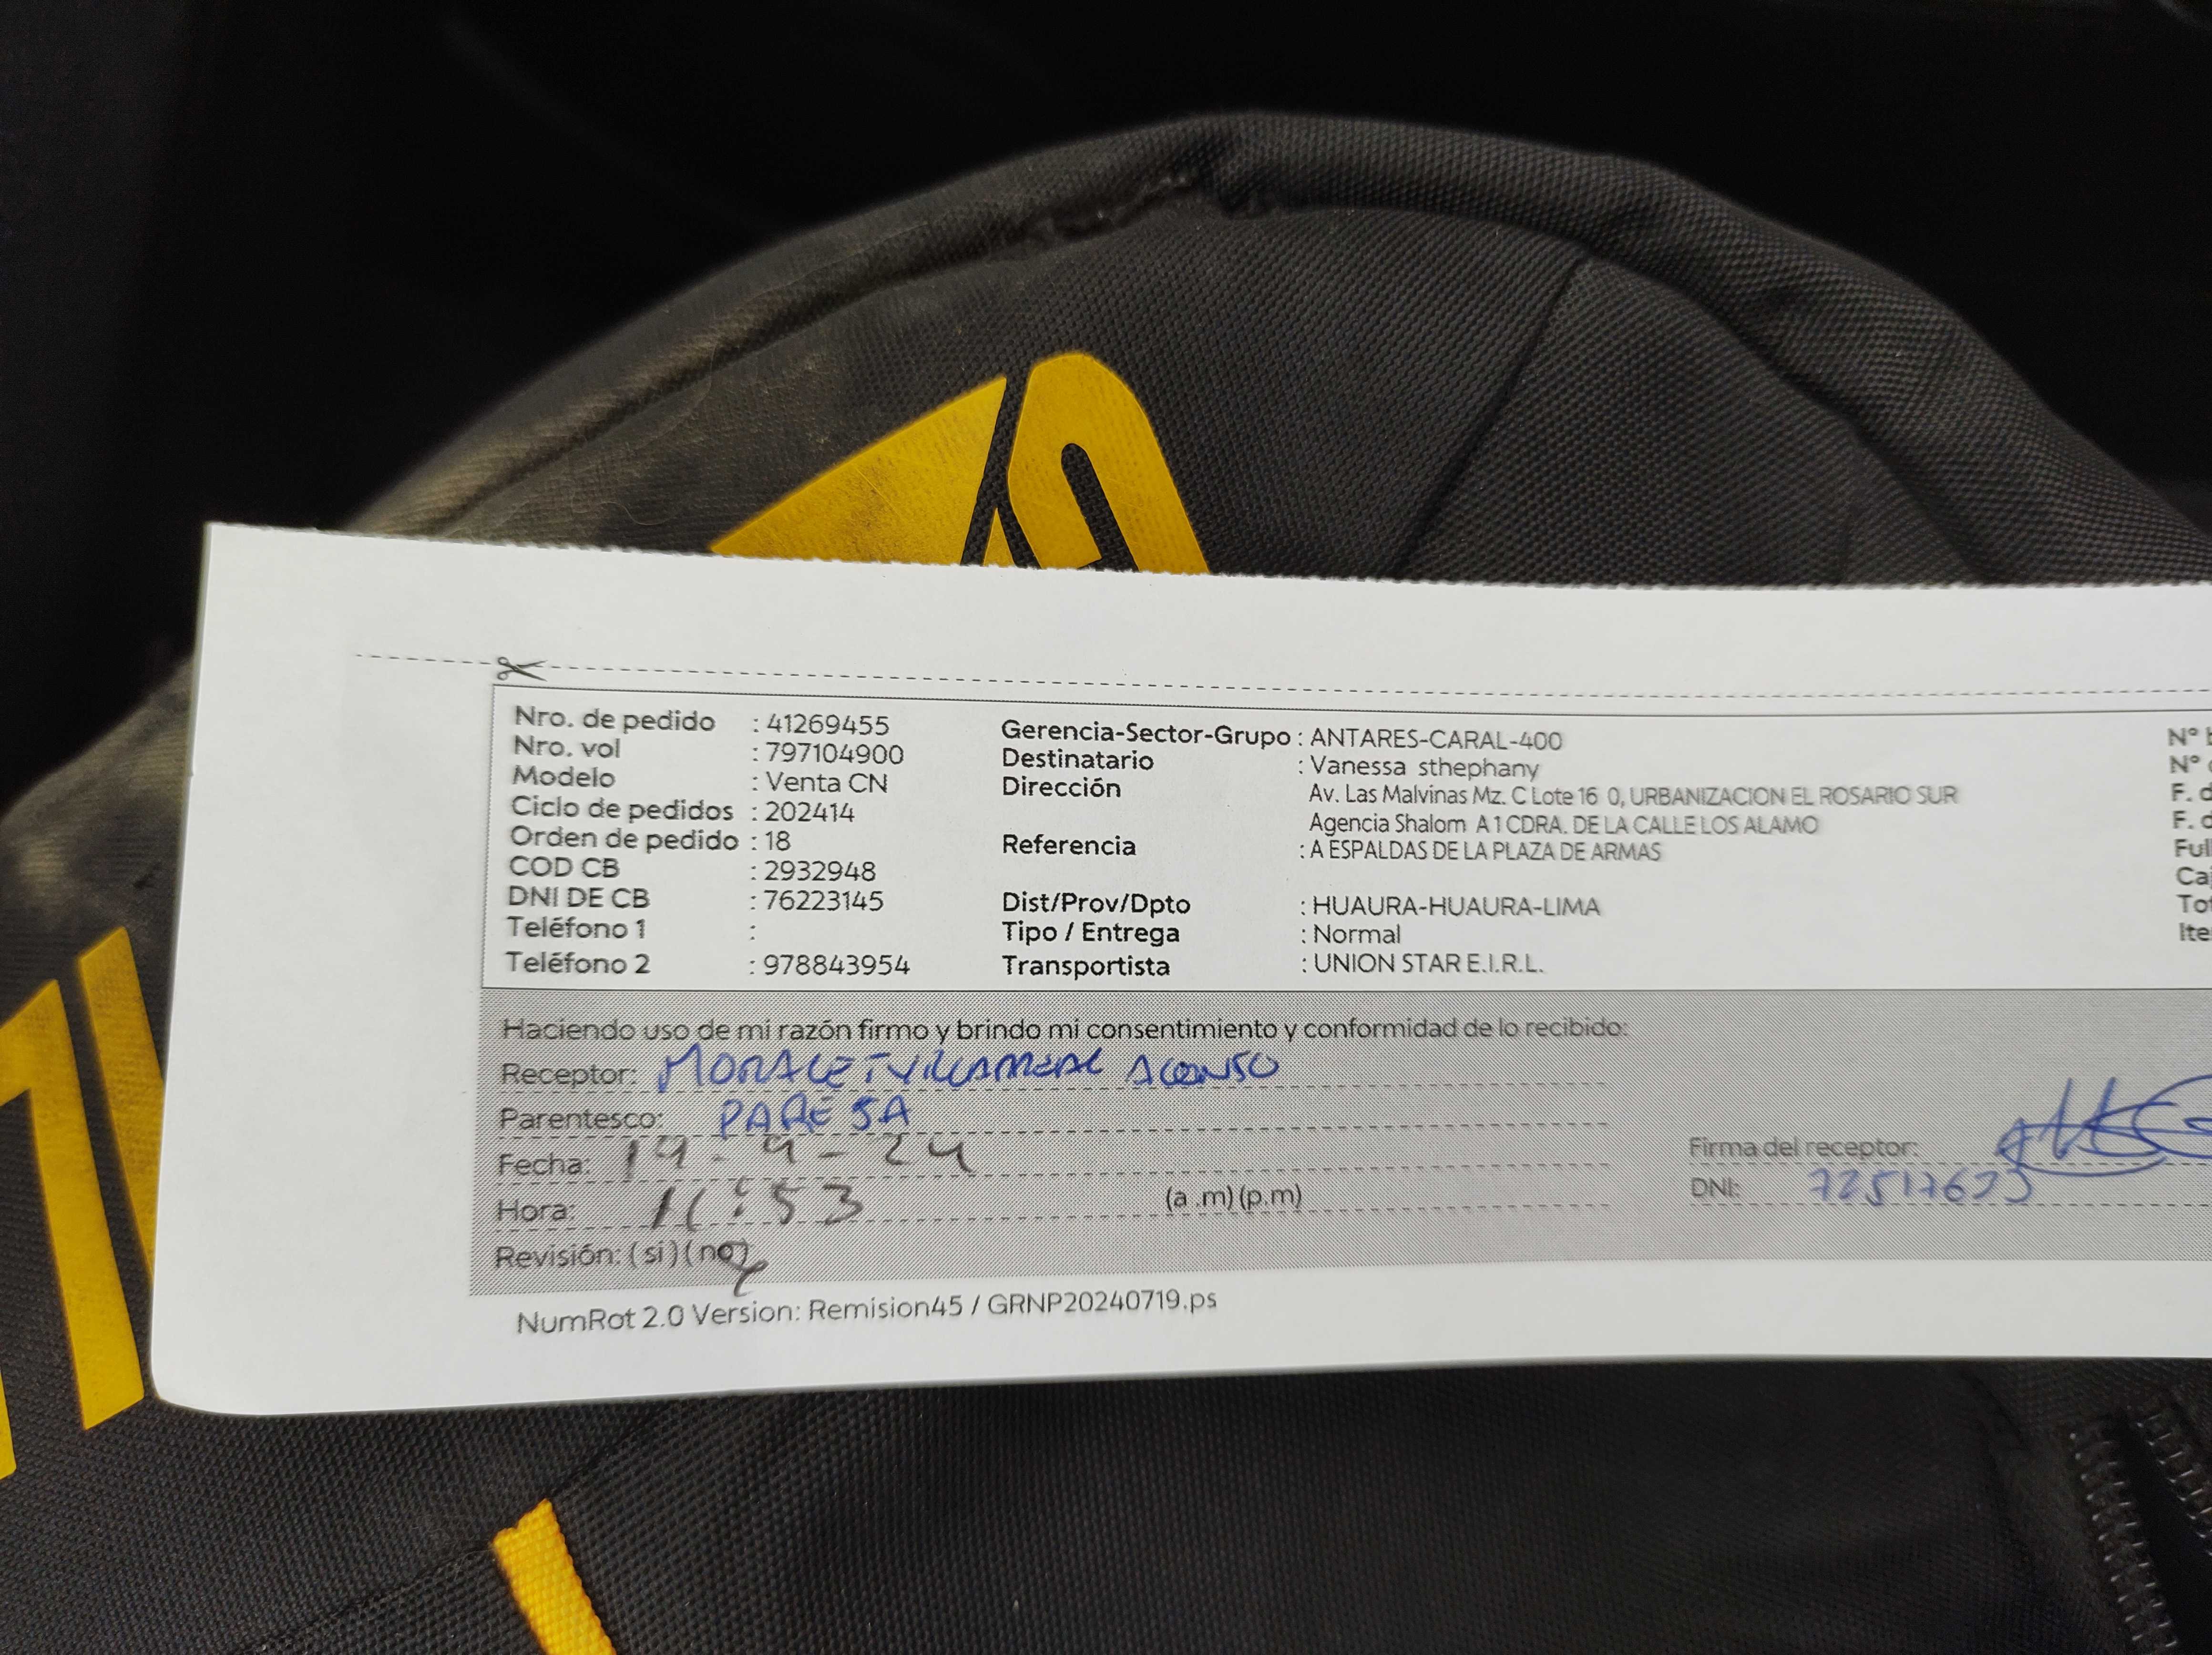 Nro. de pedido : 41269455
Nro. vol : 797104900
Modelo : Venta CN
Ciclo de pedidos : 202414
Orden de pedido : 18
COD CB : 2932948
DNI DE CB : 76223145
Teléfono 1 :
Teléfono 2 : 978843954
Gerencia-Sector-Grupo : ANTARES-CARAL-400
Destinatario : Vanessa sthephany
Dirección Av. Las Malvinas Mz. C Lote 16 0, URBANIZACION EL ROSARIO SUR
Agencia Shalom A 1 CDRA. DE LA CALLE LOS ALAMO
Referencia : A ESPALDAS DE LA PLAZA DE ARMAS
Dist/Prov/Dpto : HUAURA-HUAURA-LIMA
Tipo / Entrega : Normal
Transportista : UNION STAR E.I.R.L.
N°
N°
F. d
F. d
Full
Caj
Tot
Ite
Haciendo uso de mi razón firmo y brindo mi consentimiento y conformidad de lo recibido:
Receptor:
Parentesco: PARESA
Fecha: 19-9-24
Hora: 11:53 (a .m) (p.m)
Revisión: (si) (no)
Firma del receptor:
DNI:
NumRot 2.0 Version: Remision45 / GRNP20240719.ps